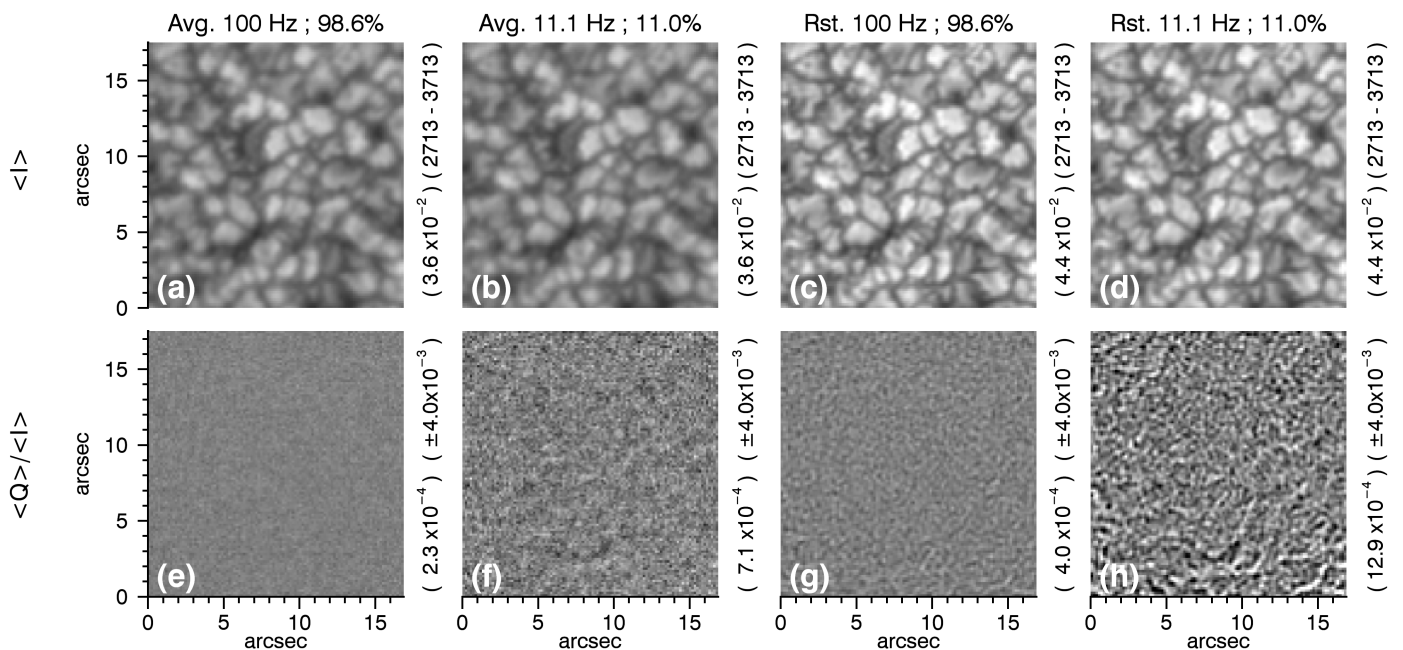 Avg. 100 Hz ; 98.6%
Avg. 11.1 Hz ; 11.0%
Rst. 100 Hz ; 98.6%
Rst. 11.1 Hz ; 11.0%
<I>
arcsec
15
10
5
0
(a)
( 3.6 x10⁻² ) ( 2713 - 3713 )
(b)
( 3.6 x10⁻² ) ( 2713 - 3713 )
(c)
( 4.4 x10⁻² ) ( 2713 - 3713 )
(d)
( 4.4 x10⁻² ) ( 2713 - 3713 )
<Q>/<I>
arcsec
15
10
5
0
(e)
( 2.3 x10⁻⁴ ) ( ±4.0x10⁻³ )
(f)
( 7.1 x10⁻⁴ ) ( ±4.0x10⁻³ )
(g)
( 4.0 x10⁻⁴ ) ( ±4.0x10⁻³ )
(h)
( 12.9 x10⁻⁴ ) ( ±4.0x10⁻³ )
0 5 10 15
0 5 10 15
0 5 10 15
0 5 10 15
arcsec
arcsec
arcsec
arcsec